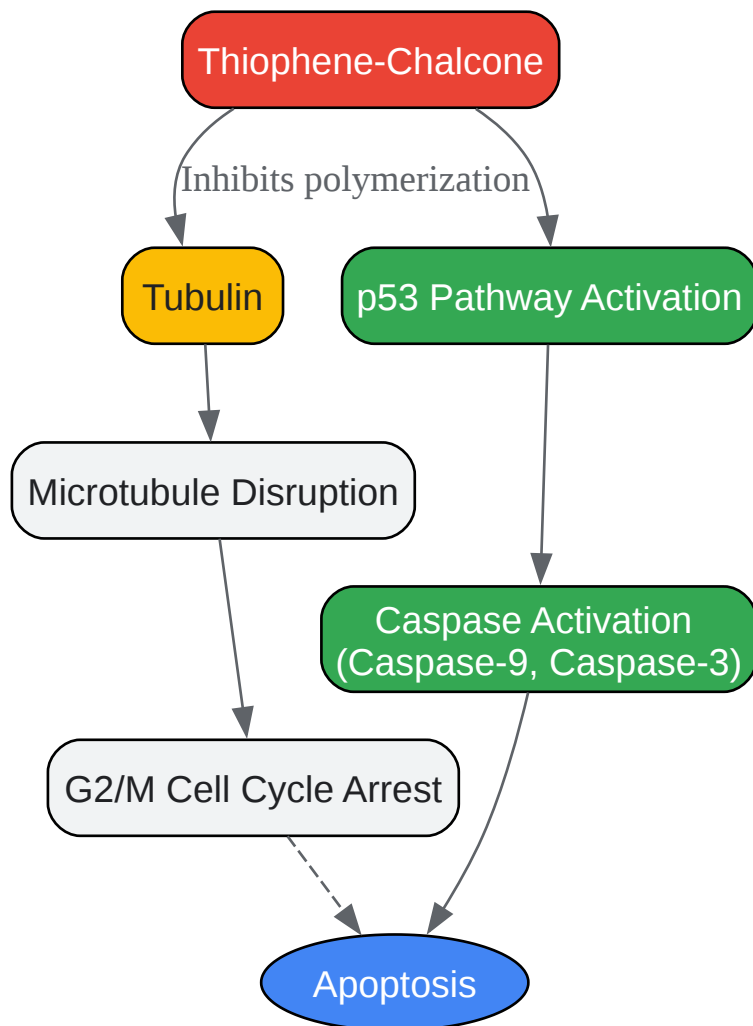 Thiophene-Chalcone
Inhibits polymerization
Tubulin
p53 Pathway Activation
Microtubule Disruption
Caspase Activation
(Caspase-9, Caspase-3)
G2/M Cell Cycle Arrest
Apoptosis